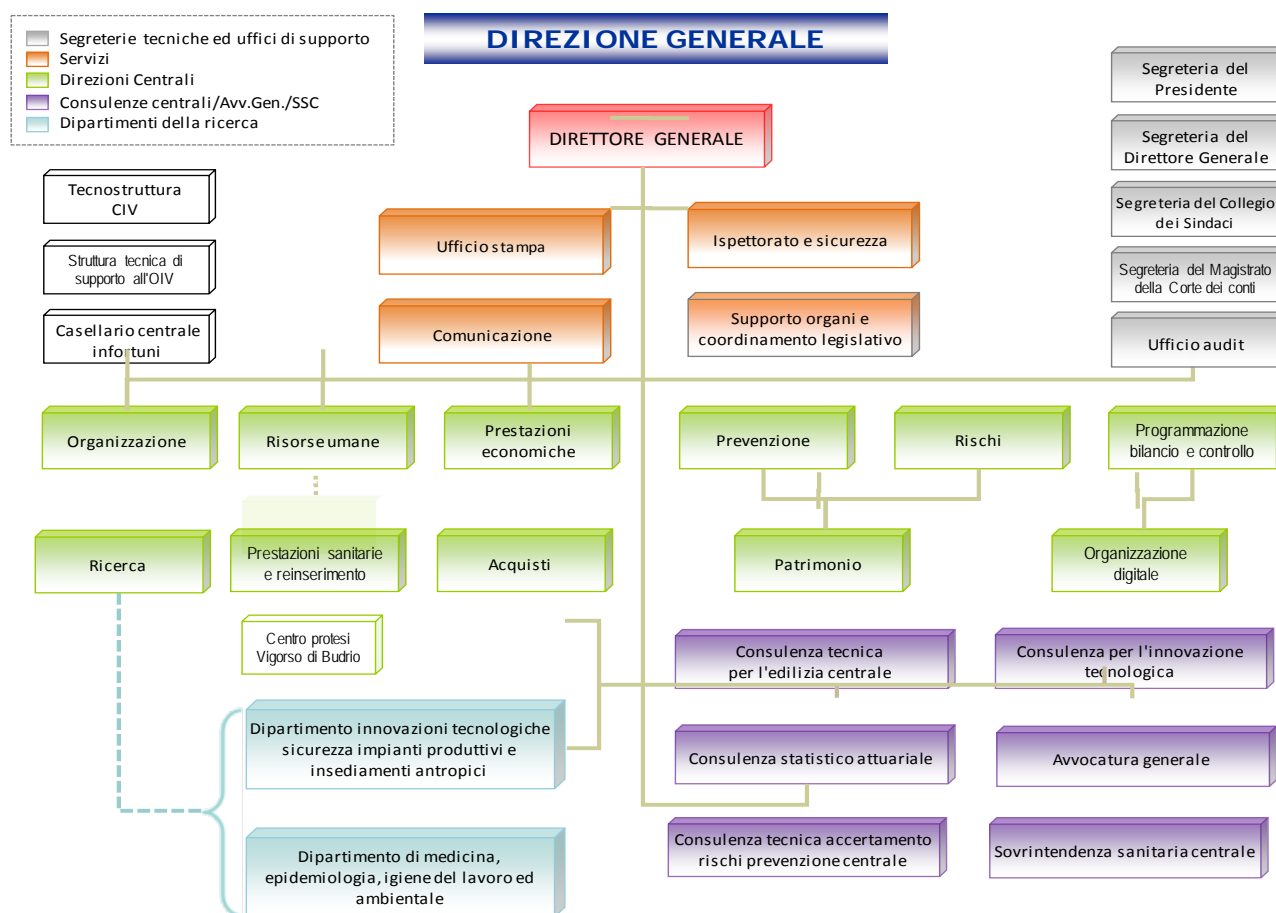 DIREZIONE GENERALE
Segreterie tecniche ed uffici di supporto
Servizi
Direzioni Centrali
Consulenze centrali/Avv.Gen./SSC
Dipartimenti della ricerca
DIRETTORE GENERALE
Segreteria del
Presidente
Segreteria del
Direttore Generale
Segreteria del Collegio
dei Sindaci
Segreteria del Magistrato
della Corte dei conti
Ufficio audit
Tecnostruttura
CIV
Struttura tecnica di
supporto all'OIV
Casellario centrale
infortuni
Ufficio stampa
Ispettorato e sicurezza
Comunicazione
Supporto organi e
coordinamento legislativo
Organizzazione
Risorse umane
Prestazioni
economiche
Prevenzione
Rischi
Programmazione
bilancio e controllo
Ricerca
Prestazioni sanitarie
e reinserimento
Acquisti
Patrimonio
Organizzazione
digitale
Centro protesi
Vigorso di Budrio
Consulenza tecnica
per l'edilizia centrale
Consulenza per l'innovazione
tecnologica
Dipartimento innovazioni tecnologiche
sicurezza impianti produttivi e
insediamenti antropici
Consulenza statistico attuariale
Avvocatura generale
Dipartimento di medicina,
epidemiologia, igiene del lavoro ed
ambientale
Consulenza tecnica accertamento
rischi prevenzione centrale
Sovrintendenza sanitaria centrale